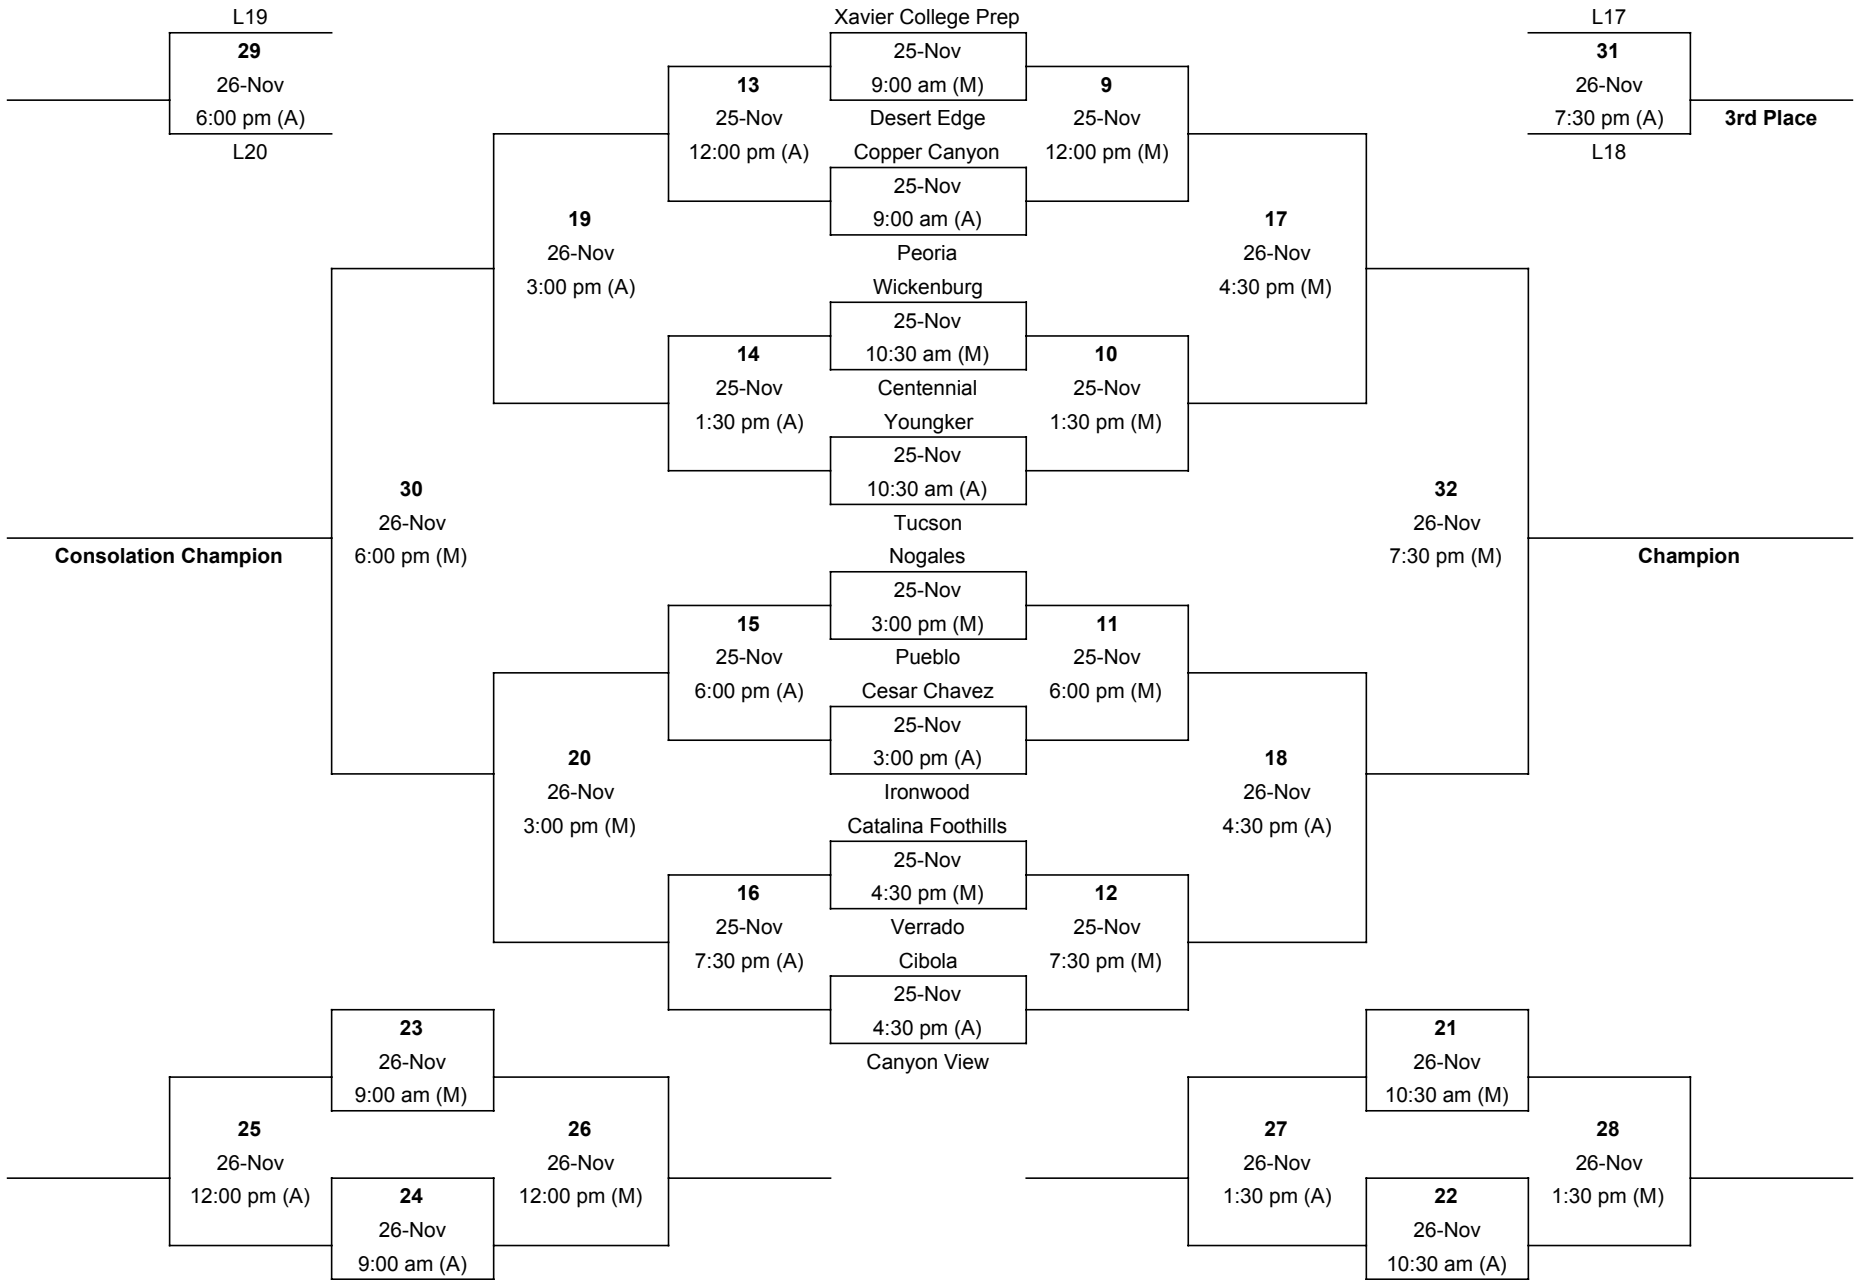 L19
29
26-Nov
6:00 pm (A)
L20
Xavier College Prep
25-Nov
9:00 am (M)
Desert Edge
Copper Canyon
25-Nov
9:00 am (A)
Peoria
Wickenburg
25-Nov
10:30 am (M)
Centennial
Youngker
25-Nov
10:30 am (A)
Tucson
Nogales
25-Nov
3:00 pm (M)
Pueblo
Cesar Chavez
25-Nov
3:00 pm (A)
Ironwood
Catalina Foothills
25-Nov
4:30 pm (M)
Verrado
Cibola
25-Nov
4:30 pm (A)
Canyon View
L17
31
26-Nov
7:30 pm (A)
3rd Place
L18
13
25-Nov
12:00 pm (A)
9
25-Nov
12:00 pm (M)
19
26-Nov
3:00 pm (A)
17
26-Nov
4:30 pm (M)
14
25-Nov
1:30 pm (A)
10
25-Nov
1:30 pm (M)
30
26-Nov
6:00 pm (M)
Consolation Champion
32
26-Nov
7:30 pm (M)
Champion
15
25-Nov
6:00 pm (A)
11
25-Nov
6:00 pm (M)
20
26-Nov
3:00 pm (M)
18
26-Nov
4:30 pm (A)
16
25-Nov
7:30 pm (A)
12
25-Nov
7:30 pm (M)
23
26-Nov
9:00 am (M)
25
26-Nov
12:00 pm (A)
26
26-Nov
12:00 pm (M)
24
26-Nov
9:00 am (A)
21
26-Nov
10:30 am (M)
27
26-Nov
1:30 pm (A)
28
26-Nov
1:30 pm (M)
22
26-Nov
10:30 am (A)